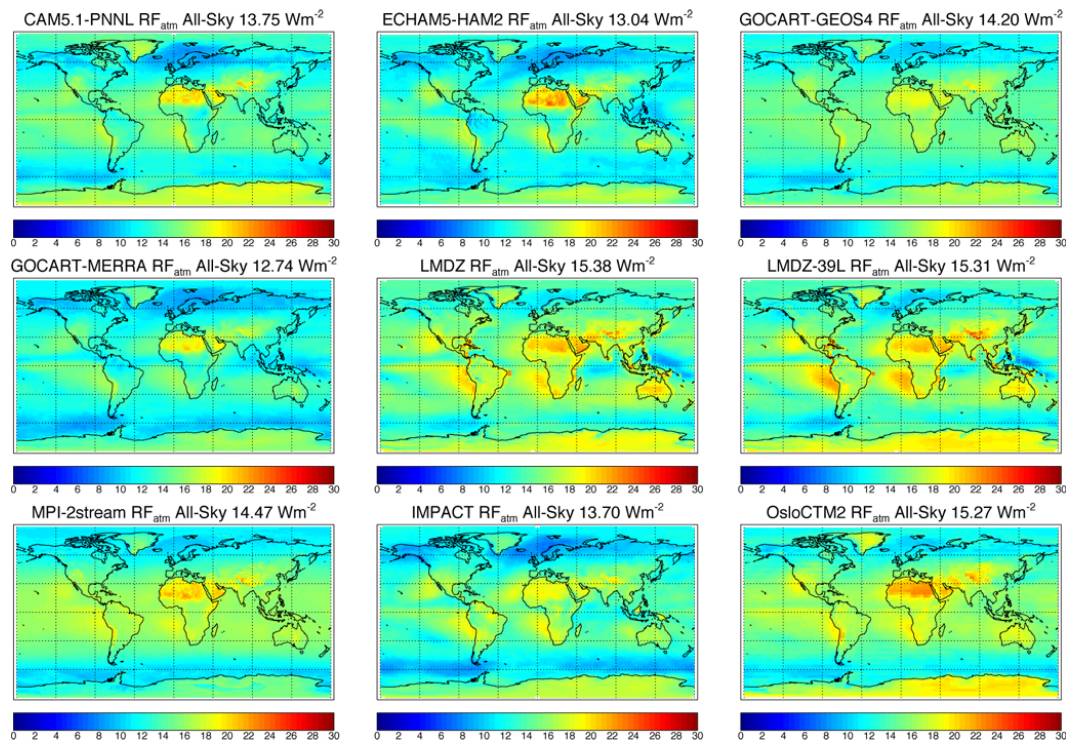 CAM5.1-PNNL RFatm All-Sky 13.75 Wm-2
ECHAM5-HAM2 RFatm All-Sky 13.04 Wm-2
GOCART-GEOS4 RFatm All-Sky 14.20 Wm-2
0 2 4 6 8 10 12 14 16 18 20 22 24 26 28 30
0 2 4 6 8 10 12 14 16 18 20 22 24 26 28 30
0 2 4 6 8 10 12 14 16 18 20 22 24 26 28 30
GOCART-MERRA RFatm All-Sky 12.74 Wm-2
LMDZ RFatm All-Sky 15.38 Wm-2
LMDZ-39L RFatm All-Sky 15.31 Wm-2
0 2 4 6 8 10 12 14 16 18 20 22 24 26 28 30
0 2 4 6 8 10 12 14 16 18 20 22 24 26 28 30
0 2 4 6 8 10 12 14 16 18 20 22 24 26 28 30
MPI-2stream RFatm All-Sky 14.47 Wm-2
IMPACT RFatm All-Sky 13.70 Wm-2
OsloCTM2 RFatm All-Sky 15.27 Wm-2
0 2 4 6 8 10 12 14 16 18 20 22 24 26 28 30
0 2 4 6 8 10 12 14 16 18 20 22 24 26 28 30
0 2 4 6 8 10 12 14 16 18 20 22 24 26 28 30